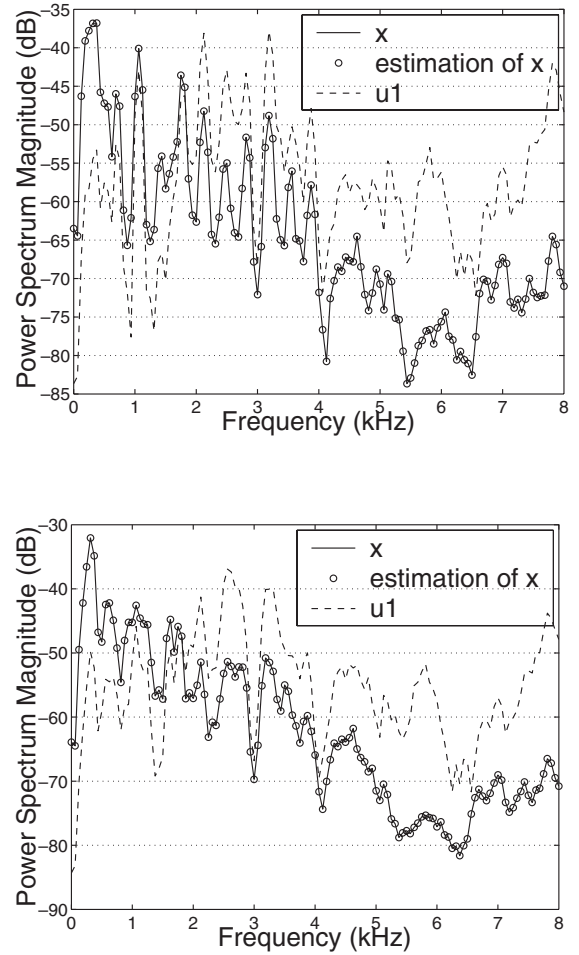 −35
−40
−45
−50
−55
−60
−65
−70
−75
−80
−85
Power Spectrum Magnitude (dB)
x
estimation of x
u1
0 1 2 3 4 5 6 7 8
Frequency (kHz)
−30
−40
−50
−60
−70
−80
−90
Power Spectrum Magnitude (dB)
x
estimation of x
u1
0 1 2 3 4 5 6 7 8
Frequency (kHz)